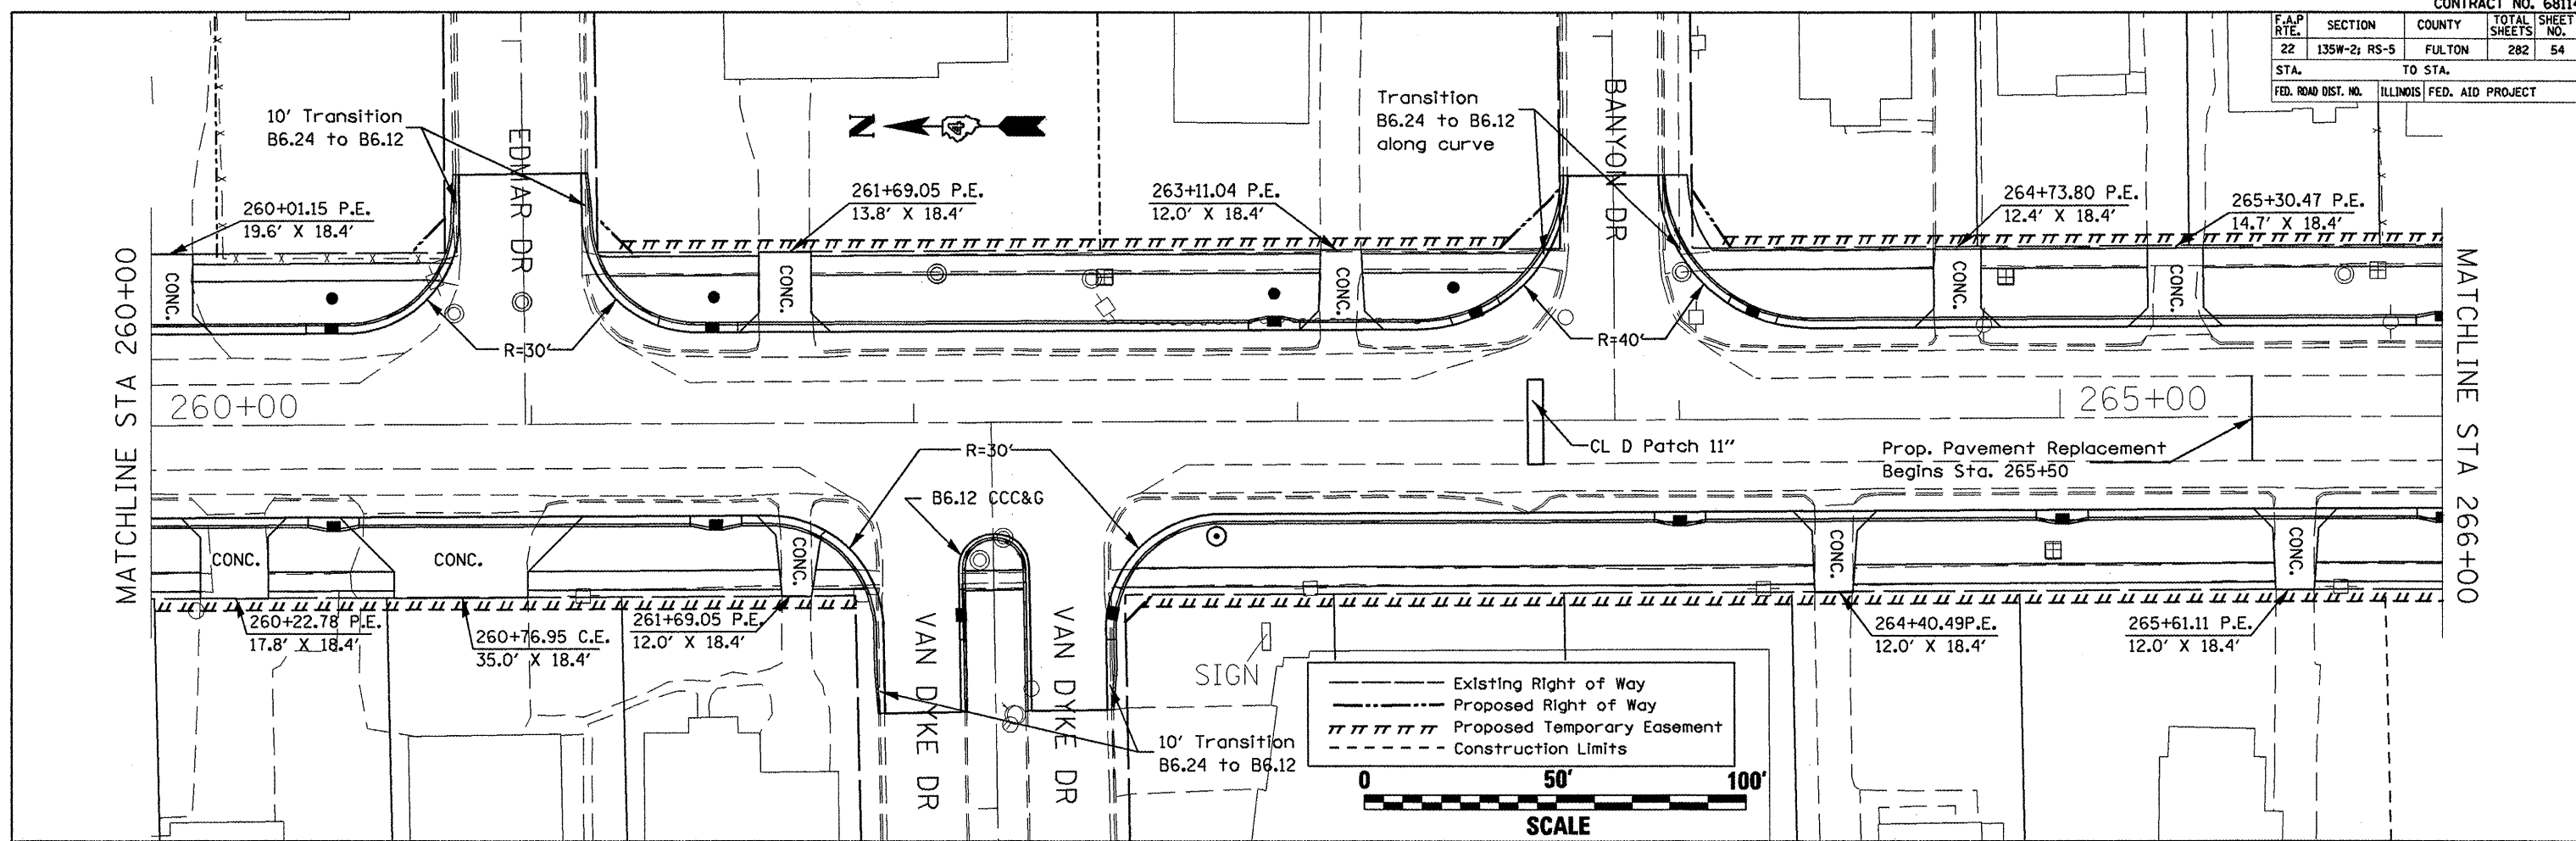 CONTRACT NO. 68114
F.A.P RTE. SECTION COUNTY TOTAL SHEETS SHEET NO.
22 135W-2; RS-5 FULTON 282 54
STA. TO STA.
FED. ROAD DIST. NO. ILLINOIS FED. AID PROJECT
10' Transition
B6.24 to B6.12
EDMAR DR
N
Transition
B6.24 to B6.12
along curve
BANYON DR
260+01.15 P.E.
19.6' X 18.4'
261+69.05 P.E.
13.8' X 18.4'
263+11.04 P.E.
12.0' X 18.4'
264+73.80 P.E.
12.4' X 18.4'
265+30.47 P.E.
14.7' X 18.4'
CONC.
CONC.
CONC.
CONC.
CONC.
R=30'
R=40'
MATCHLINE STA 260+00
MATCHLINE STA 266+00
260+00
265+00
CL D Patch 11"
Prop. Pavement Replacement
Begins Sta. 265+50
R=30'
B6.12 CCC&G
CONC.
CONC.
CONC.
CONC.
CONC.
260+22.78 P.E.
17.8' X 18.4'
260+76.95 C.E.
35.0' X 18.4'
261+69.05 P.E.
12.0' X 18.4'
VAN DYKE DR
VAN DYKE DR
264+40.49P.E.
12.0' X 18.4'
265+61.11 P.E.
12.0' X 18.4'
SIGN
10' Transition
B6.24 to B6.12
Existing Right of Way
Proposed Right of Way
Proposed Temporary Easement
Construction Limits
0 50' 100'
SCALE